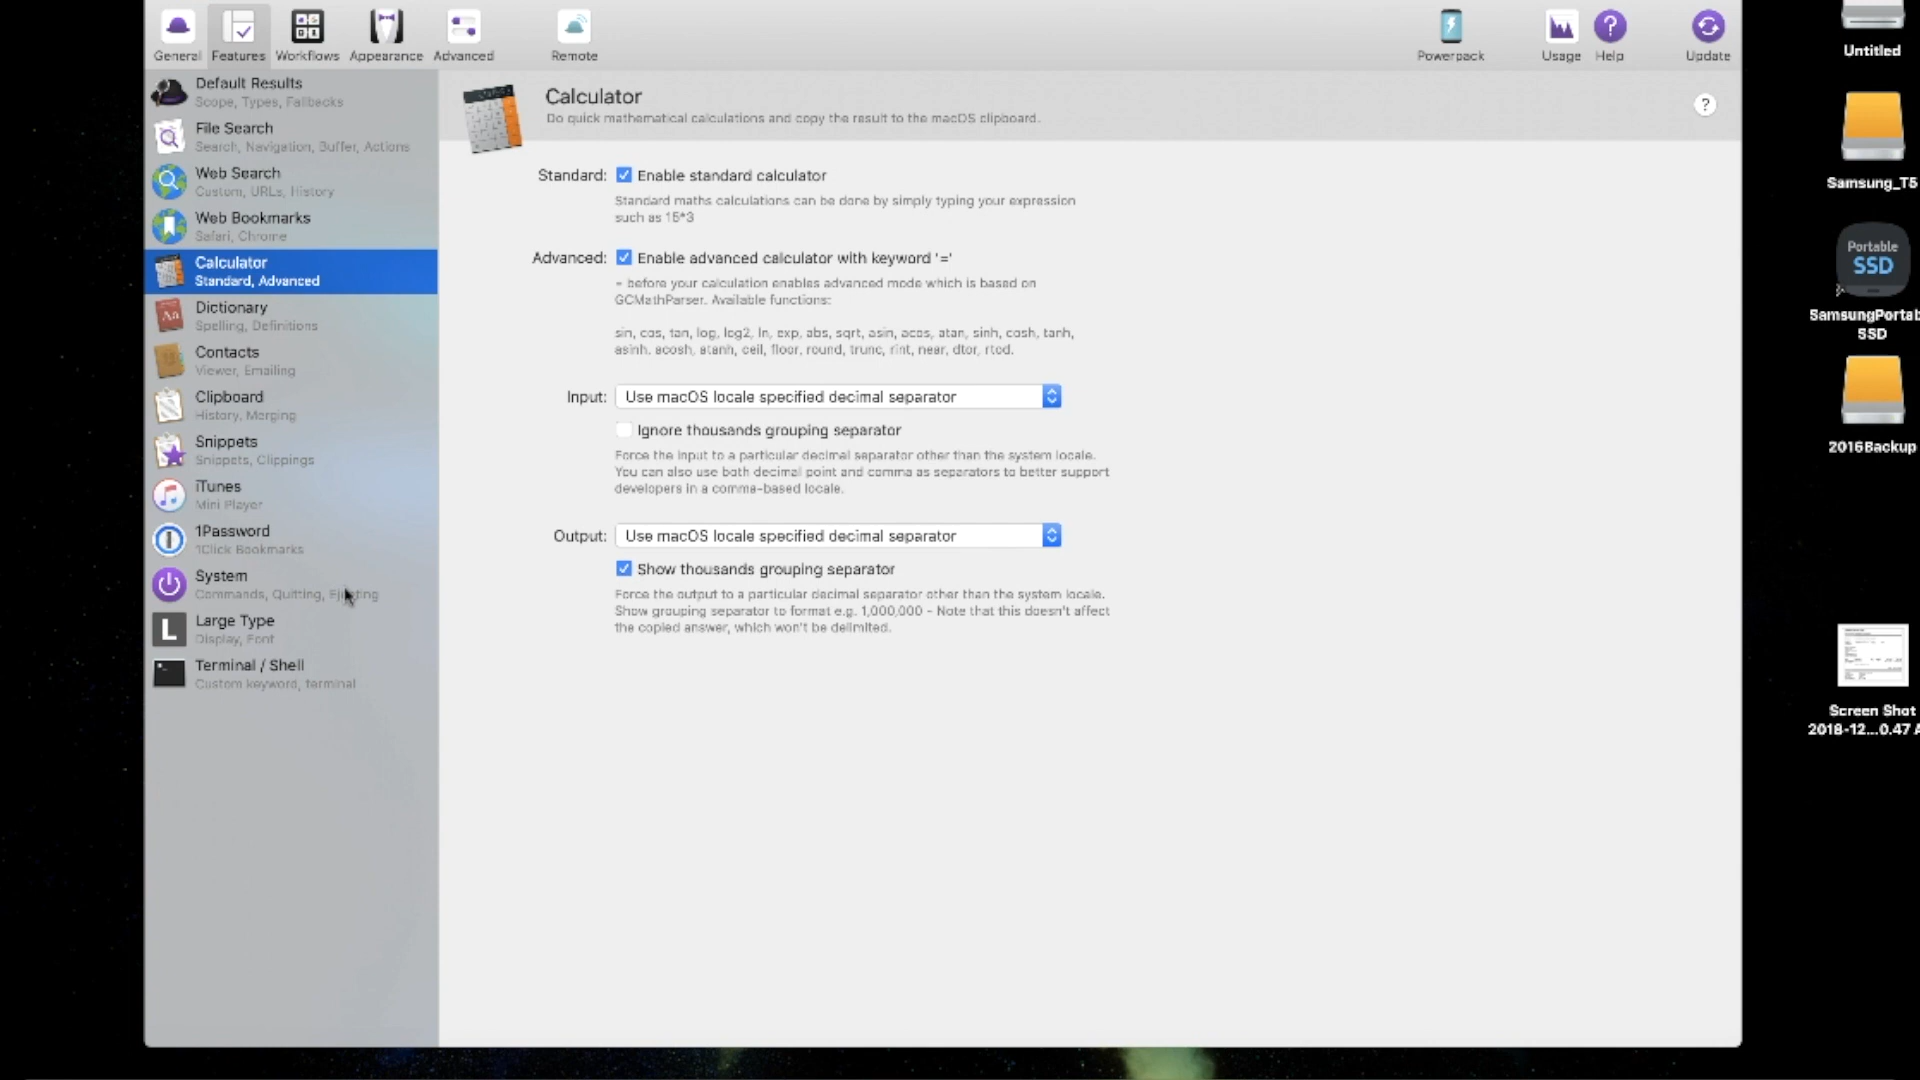 General
Features
Workflows
Appearance
Advanced
Remote
Powerpack
Usage
Help
Update
Default Results
Scope, Types, Fallbacks
File Search
Search, Navigation, Buffer, Actions
Web Search
Custom, URLs, History
Web Bookmarks
Safari, Chrome
Calculator
Standard, Advanced
Dictionary
Spelling, Definitions
Contacts
Viewer, Emailing
Clipboard
History, Merging
Snippets
Snippets, Clippings
iTunes
Mini Player
1Password
1Click Bookmarks
System
Commands, Quitting, Ejecting
Large Type
Display, Font
Terminal / Shell
Custom keyword, terminal
Calculator
Do quick mathematical calculations and copy the result to the macOS clipboard.
?
Standard: Enable standard calculator
Standard maths calculations can be done by simply typing your expression
such as 15*3
Advanced: Enable advanced calculator with keyword '='
= before your calculation enables advanced mode which is based on
GCMathParser. Available functions:
sin, cos, tan, log, log2, ln, exp, abs, sqrt, asin, acos, atan, sinh, cosh, tanh,
asinh, acosh, atanh, ceil, floor, round, trunc, rint, near, dtor, rtod.
Input: Use macOS locale specified decimal separator
Ignore thousands grouping separator
Force the input to a particular decimal separator other than the system locale.
You can also use both decimal point and comma as separators to better support
developers in a comma-based locale.
Output: Use macOS locale specified decimal separator
Show thousands grouping separator
Force the output to a particular decimal separator other than the system locale.
Show grouping separator to format e.g. 1,000,000 - Note that this doesn't affect
the copied answer, which won't be delimited.
Untitled
Samsung_T5
Portable
SSD
SamsungPortab
SSD
2016Backup
Screen Shot
2018-12...0.47 A